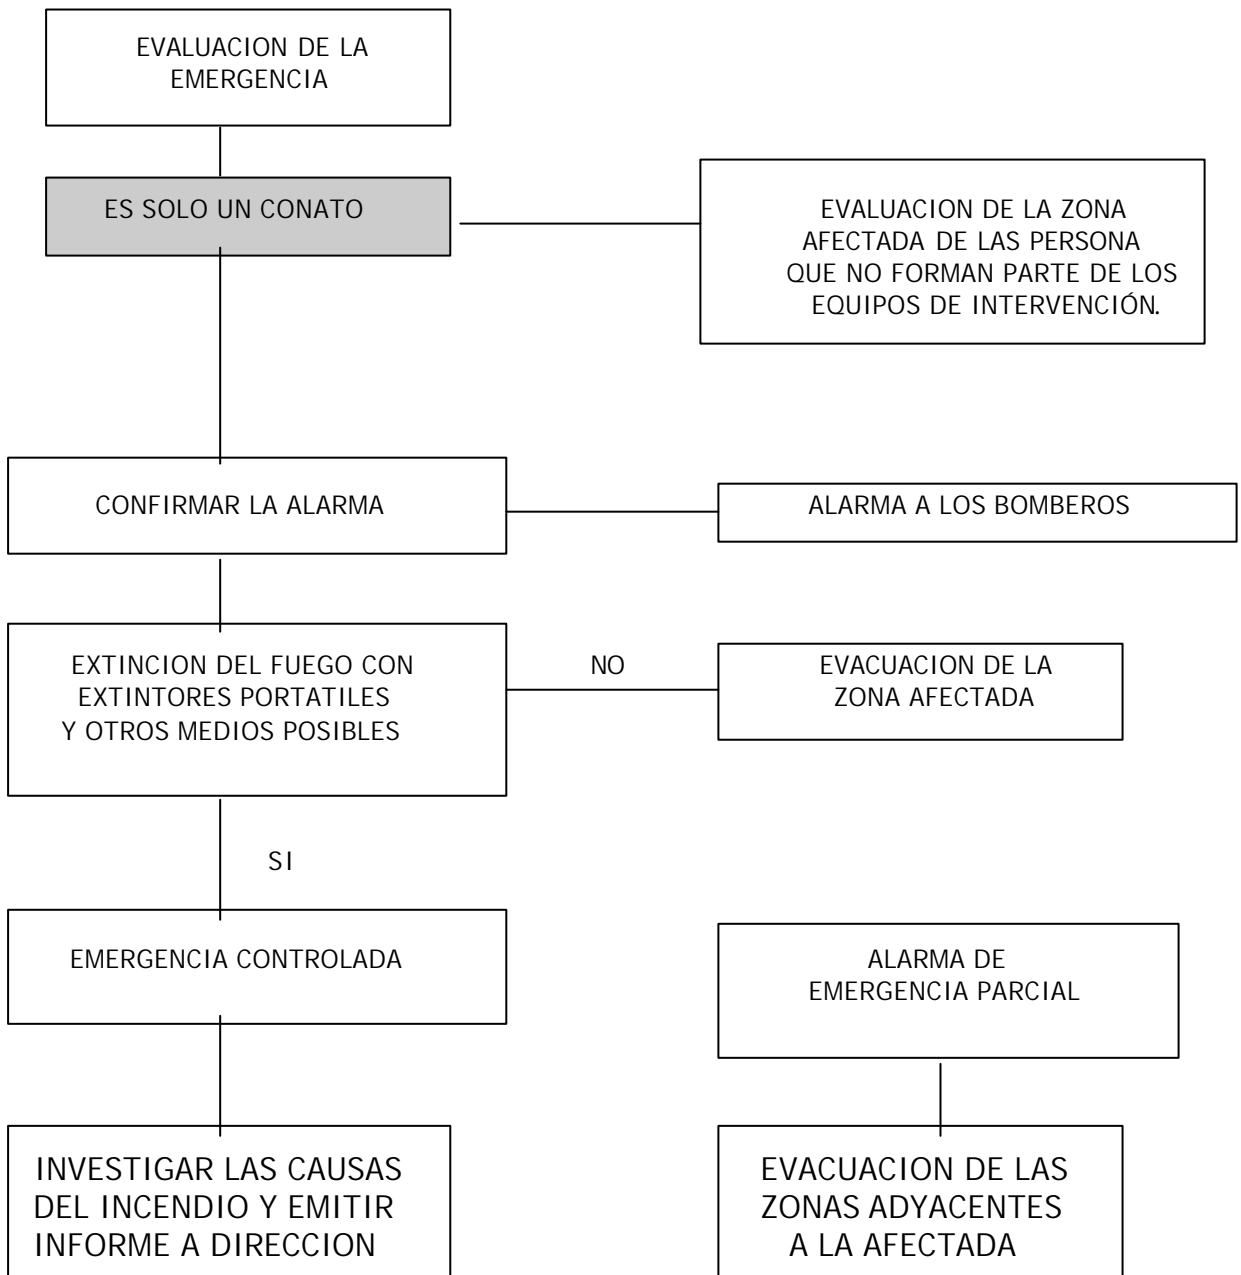 EVALUACION DE LA
EMERGENCIA
ES SOLO UN CONATO
EVALUACION DE LA ZONA
AFECTADA DE LAS PERSONA
QUE NO FORMAN PARTE DE LOS
EQUIPOS DE INTERVENCIÓN.
CONFIRMAR LA ALARMA
ALARMA A LOS BOMBEROS
EXTINCION DEL FUEGO CON
EXTINTORES PORTATILES
Y OTROS MEDIOS POSIBLES
NO
EVACUACION DE LA
ZONA AFECTADA
SI
EMERGENCIA CONTROLADA
ALARMA DE
EMERGENCIA PARCIAL
INVESTIGAR LAS CAUSAS
DEL INCENDIO Y EMITIR
INFORME A DIRECCION
EVACUACION DE LAS
ZONAS ADYACENTES
A LA AFECTADA